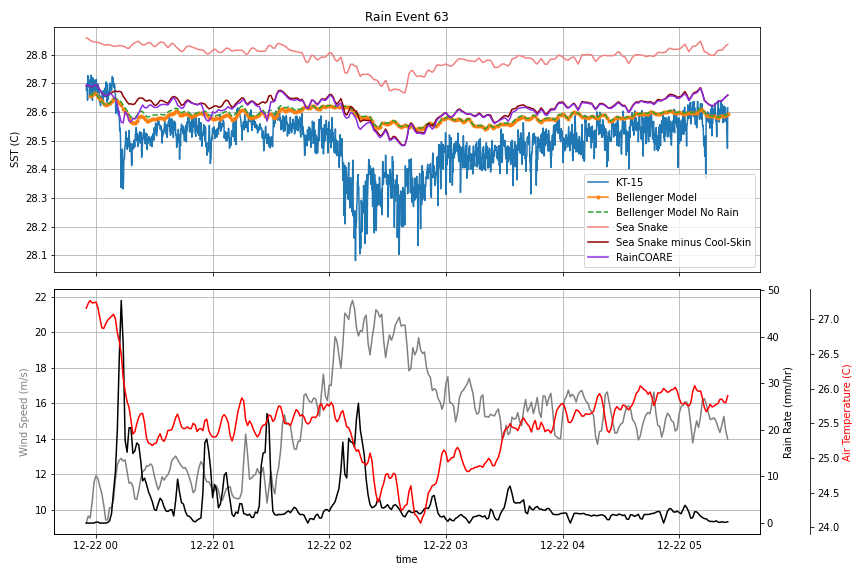 Rain Event 63
SST (C)
28.8
28.7
28.6
28.5
28.4
28.3
28.2
28.1
KT-15
Bellenger Model
Bellenger Model No Rain
Sea Snake
Sea Snake minus Cool-Skin
RainCOARE
Wind Speed (m/s)
22
20
18
16
14
12
10
50
40
30
20
10
0
Rain Rate (mm/hr)
27.0
26.5
26.0
25.5
25.0
24.5
24.0
Air Temperature (C)
12-22 00
12-22 01
12-22 02
12-22 03
12-22 04
12-22 05
time